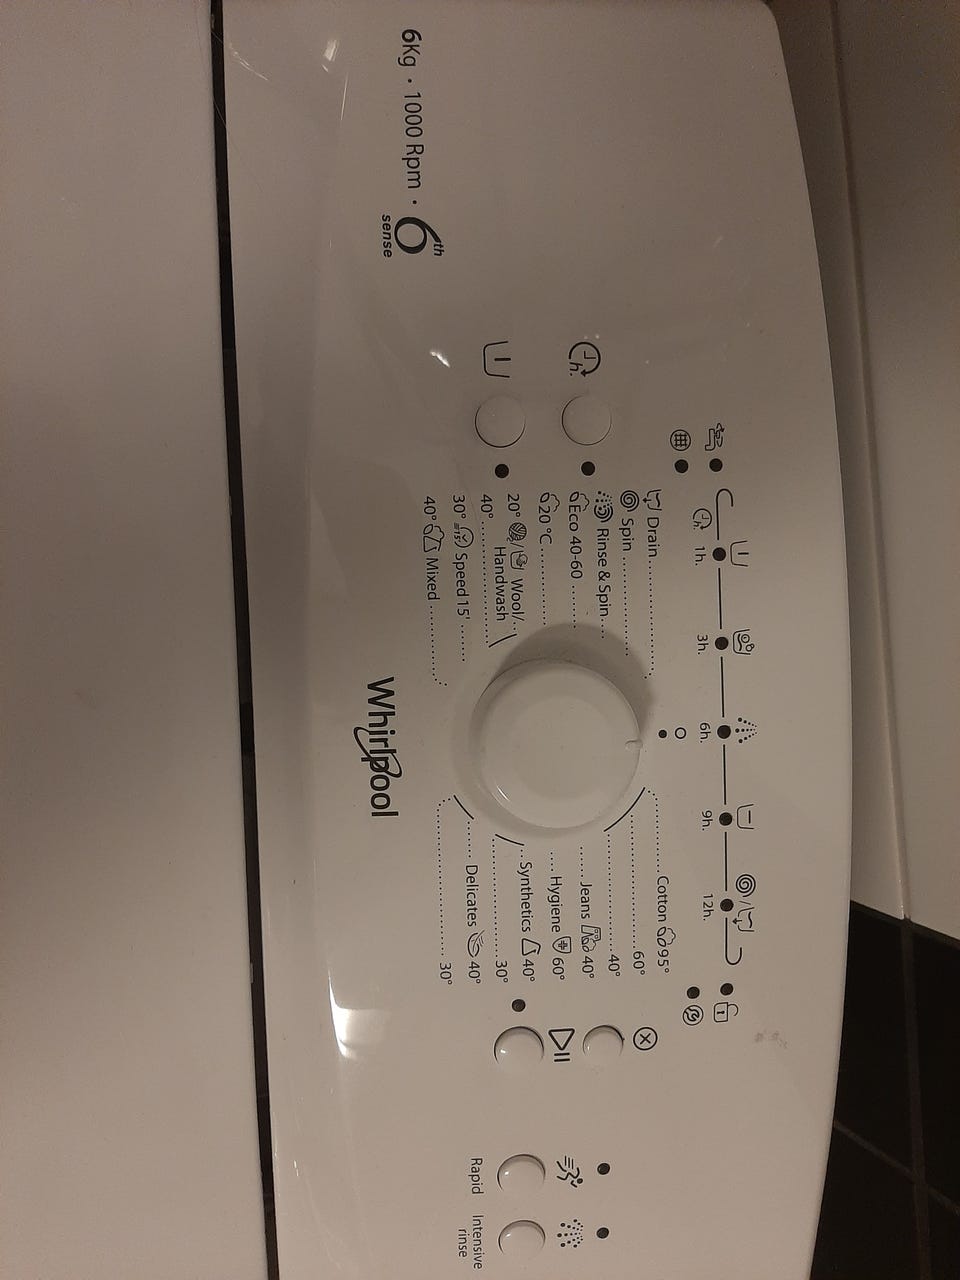 1h. 3h. 6h. 9h. 12h.
Drain
Spin
Rinse & Spin
Eco 40-60
20 °C
20° Wool/
40° Handwash
30° 15' Speed 15'
40° Mixed
Cotton 95°
60°
40°
Jeans 40°
Hygiene 60°
Synthetics 40°
30°
Delicates 40°
30°
h.
6Kg · 1000 Rpm · 6th
sense
Whirlpool
Rapid
Intensive
rinse